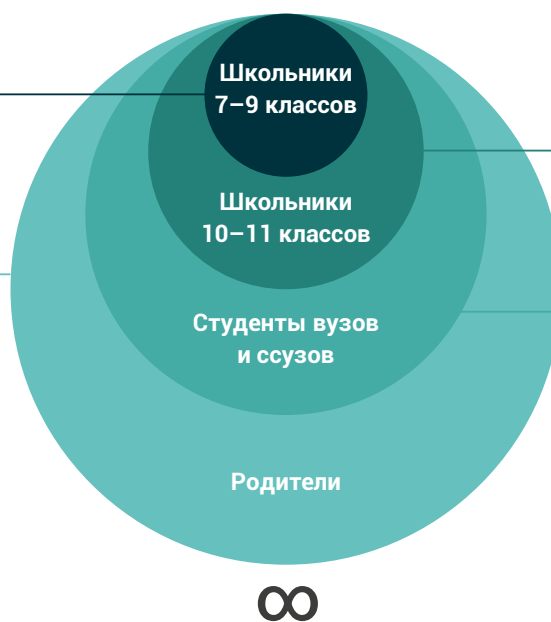 Школьники
7–9 классов
Школьники
10–11 классов
Студенты вузов
и ссузов
Родители
∞